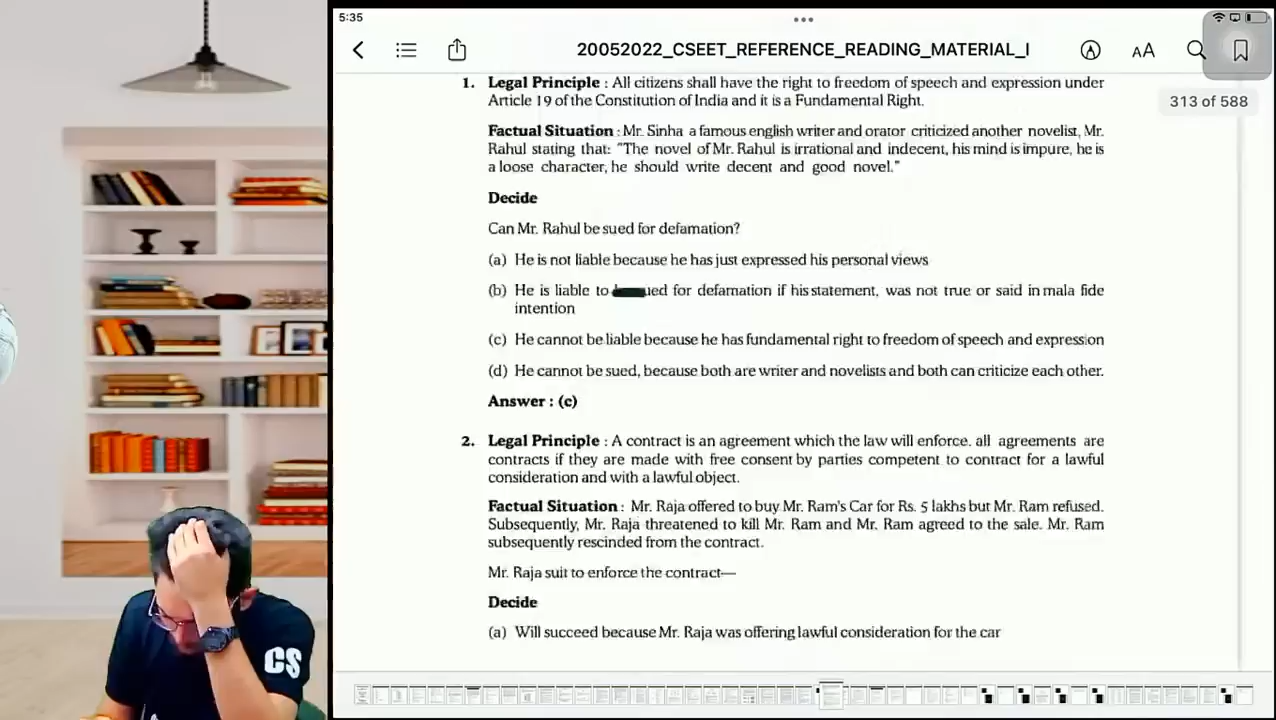 5:35
20052022_CSEET_REFERENCE_READING_MATERIAL_I
AA
313 of 588
1. Legal Principle : All citizens shall have the right to freedom of speech and expression under
Article 19 of the Constitution of India and it is a Fundamental Right.
Factual Situation : Mr. Sinha a famous english writer and orator criticized another novelist, Mr.
Rahul stating that: "The novel of Mr. Rahul is irrational and indecent, his mind is impure, he is
a loose character, he should write decent and good novel."
Decide
Can Mr. Rahul be sued for defamation?
(a) He is not liable because he has just expressed his personal views
(b) He is liable to ued for defamation if his statement, was not true or said in mala fide
intention
(c) He cannot be liable because he has fundamental right to freedom of speech and expression
(d) He cannot be sued, because both are writer and novelists and both can criticize each other.
Answer : (c)
2. Legal Principle : A contract is an agreement which the law will enforce. all agreements are
contracts if they are made with free consent by parties competent to contract for a lawful
consideration and with a lawful object.
Factual Situation : Mr. Raja offered to buy Mr. Ram's Car for Rs. 5 lakhs but Mr. Ram refused.
Subsequently, Mr. Raja threatened to kill Mr. Ram and Mr. Ram agreed to the sale. Mr. Ram
subsequently rescinded from the contract.
Mr. Raja suit to enforce the contract—
Decide
(a) Will succeed because Mr. Raja was offering lawful consideration for the car
CS